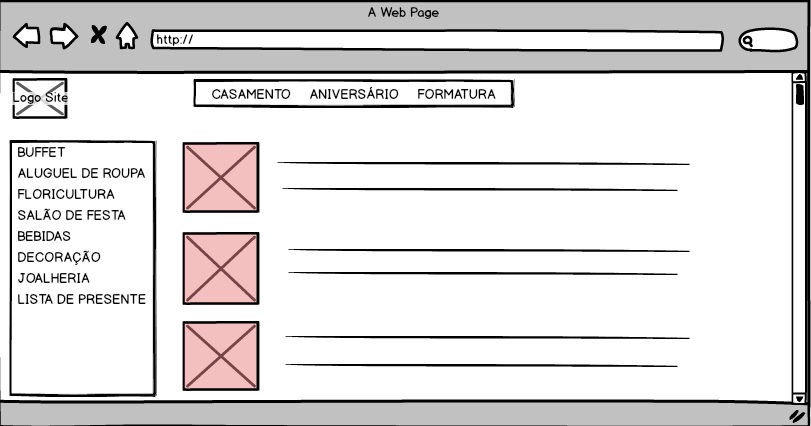 A Web Page
http://
Logo Site
CASAMENTO ANIVERSÁRIO FORMATURA
BUFFET
ALUGUEL DE ROUPA
FLORICULTURA
SALÃO DE FESTA
BEBIDAS
DECORAÇÃO
JOALHERIA
LISTA DE PRESENTE